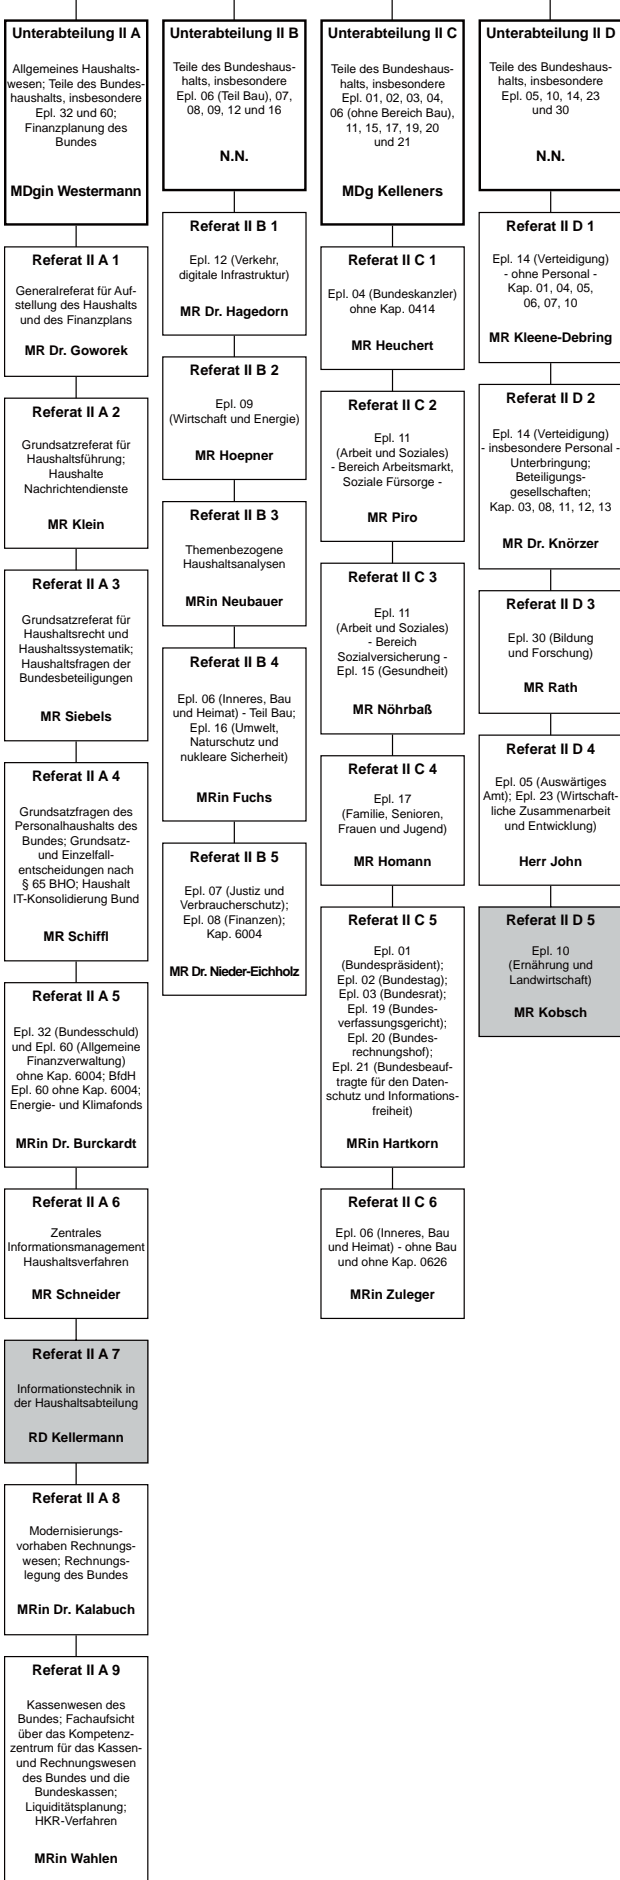 Unterabteilung II A
Allgemeines Haushalts-
wesen; Teile des Bundes-
haushalts, insbesondere
Epl. 32 und 60;
Finanzplanung des
Bundes
MDgin Westermann
Referat II A 1
Generalreferat für Auf-
stellung des Haushalts
und des Finanzplans
MR Dr. Goworek
Referat II A 2
Grundsatzreferat für
Haushaltsführung;
Haushalte
Nachrichtendienste
MR Klein
Referat II A 3
Grundsatzreferat für
Haushaltsrecht und
Haushaltssystematik;
Haushaltsfragen der
Bundesbeteiligungen
MR Siebels
Referat II A 4
Grundsatzfragen des
Personalhaushalts des
Bundes; Grundsatz-
und Einzelfall-
entscheidungen nach
§ 65 BHO; Haushalt
IT-Konsolidierung Bund
MR Schiffl
Referat II A 5
Epl. 32 (Bundesschuld)
und Epl. 60 (Allgemeine
Finanzverwaltung)
ohne Kap. 6004; BfdH
Epl. 60 ohne Kap. 6004;
Energie- und Klimafonds
MRin Dr. Burckardt
Referat II A 6
Zentrales
Informationsmanagement
Haushaltsverfahren
MR Schneider
Referat II A 7
Informationstechnik in
der Haushaltsabteilung
RD Kellermann
Referat II A 8
Modernisierungs-
vorhaben Rechnungs-
wesen; Rechnungs-
legung des Bundes
MRin Dr. Kalabuch
Referat II A 9
Kassenwesen des
Bundes; Fachaufsicht
über das Kompetenz-
zentrum für das Kassen-
und Rechnungswesen
des Bundes und die
Bundeskassen;
Liquiditätsplanung;
HKR-Verfahren
MRin Wahlen
Unterabteilung II B
Teile des Bundeshaus-
halts, insbesondere
Epl. 06 (Teil Bau), 07,
08, 09, 12 und 16
N.N.
Referat II B 1
Epl. 12 (Verkehr,
digitale Infrastruktur)
MR Dr. Hagedorn
Referat II B 2
Epl. 09
(Wirtschaft und Energie)
MR Hoepner
Referat II B 3
Themenbezogene
Haushaltsanalysen
MRin Neubauer
Referat II B 4
Epl. 06 (Inneres, Bau
und Heimat) - Teil Bau;
Epl. 16 (Umwelt,
Naturschutz und
nukleare Sicherheit)
MRin Fuchs
Referat II B 5
Epl. 07 (Justiz und
Verbraucherschutz);
Epl. 08 (Finanzen);
Kap. 6004
MR Dr. Nieder-Eichholz
Unterabteilung II C
Teile des Bundeshaus-
halts, insbesondere
Epl. 01, 02, 03, 04,
06 (ohne Bereich Bau),
11, 15, 17, 19, 20
und 21
MDg Kelleners
Referat II C 1
Epl. 04 (Bundeskanzler)
ohne Kap. 0414
MR Heuchert
Referat II C 2
Epl. 11
(Arbeit und Soziales)
- Bereich Arbeitsmarkt,
Soziale Fürsorge -
MR Piro
Referat II C 3
Epl. 11
(Arbeit und Soziales)
- Bereich
Sozialversicherung -
Epl. 15 (Gesundheit)
MR Nöhrbaß
Referat II C 4
Epl. 17
(Familie, Senioren,
Frauen und Jugend)
MR Homann
Referat II C 5
Epl. 01
(Bundespräsident);
Epl. 02 (Bundestag);
Epl. 03 (Bundesrat);
Epl. 19 (Bundes-
verfassungsgericht);
Epl. 20 (Bundes-
rechnungshof);
Epl. 21 (Bundesbeauf-
tragte für den Daten-
schutz und Informations-
freiheit)
MRin Hartkorn
Referat II C 6
Epl. 06 (Inneres, Bau
und Heimat) - ohne Bau
und ohne Kap. 0626
MRin Zuleger
Unterabteilung II D
Teile des Bundeshaus-
halts, insbesondere
Epl. 05, 10, 14, 23
und 30
N.N.
Referat II D 1
Epl. 14 (Verteidigung)
- ohne Personal -
Kap. 01, 04, 05,
06, 07, 10
MR Kleene-Debring
Referat II D 2
Epl. 14 (Verteidigung)
- insbesondere Personal -
Unterbringung;
Beteiligungs-
gesellschaften;
Kap. 03, 08, 11, 12, 13
MR Dr. Knörzer
Referat II D 3
Epl. 30 (Bildung
und Forschung)
MR Rath
Referat II D 4
Epl. 05 (Auswärtiges
Amt); Epl. 23 (Wirtschaft-
liche Zusammenarbeit
und Entwicklung)
Herr John
Referat II D 5
Epl. 10
(Ernährung und
Landwirtschaft)
MR Kobsch